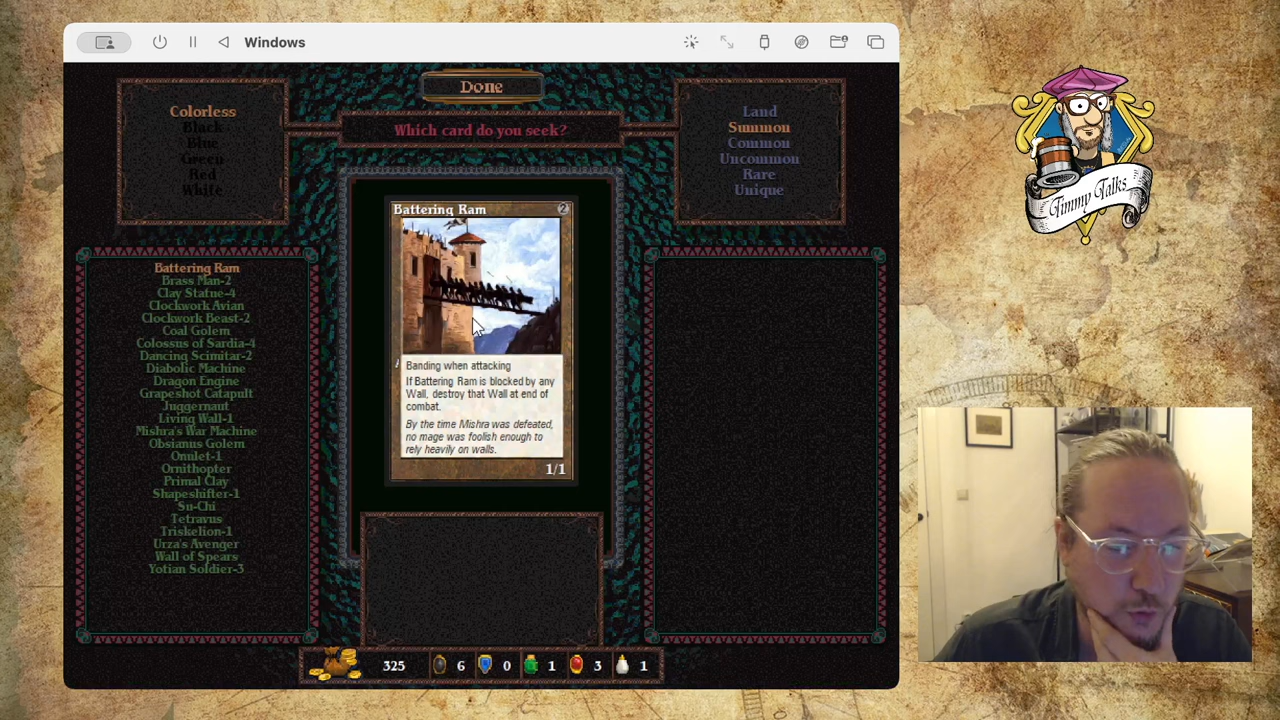 Windows
Done
Which card do you seek?
Colorless
Black
Blue
Green
Red
White
Land
Summon
Common
Uncommon
Rare
Unique
Battering Ram
Brass Man-2
Clay Statue-4
Clockwork Avian
Clockwork Beast-2
Coal Golem
Colossus of Sardia-4
Dancing Scimitar-2
Diabolic Machine
Dragon Engine
Grapeshot Catapult
Juggernaut
Living Wall-1
Mishra's War Machine
Obsianus Golem
Onulet-1
Ornithopter
Primal Clay
Shapeshifter-1
Su-Chi
Tetravus
Triskelion-1
Urza's Avenger
Wall of Spears
Yotian Soldier-3
Battering Ram 2
Banding when attacking
If Battering Ram is blocked by any
Wall, destroy that Wall at end of
combat.
By the time Mishra was defeated,
no mage was foolish enough to
rely heavily on walls.
1/1
325 6 0 1 3 1
Timmy Talks